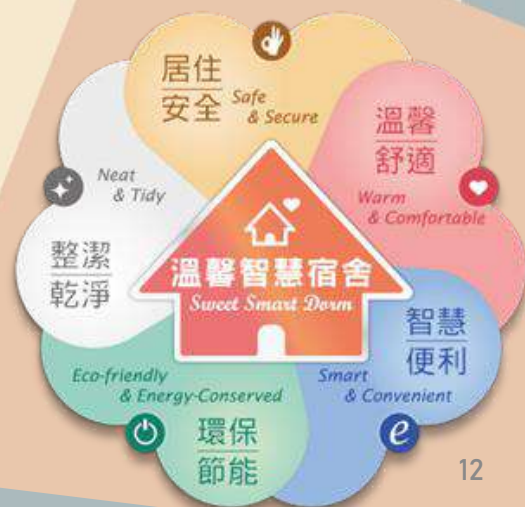 居住
安全
Safe
& Secure
溫馨
舒適
Warm
& Comfortable
Neat
& Tidy
整潔
乾淨
溫馨智慧宿舍
Sweet Smart Dorm
智慧
便利
Smart
& Convenient
e
Eco-friendly
& Energy-Conserved
環保
節能
12